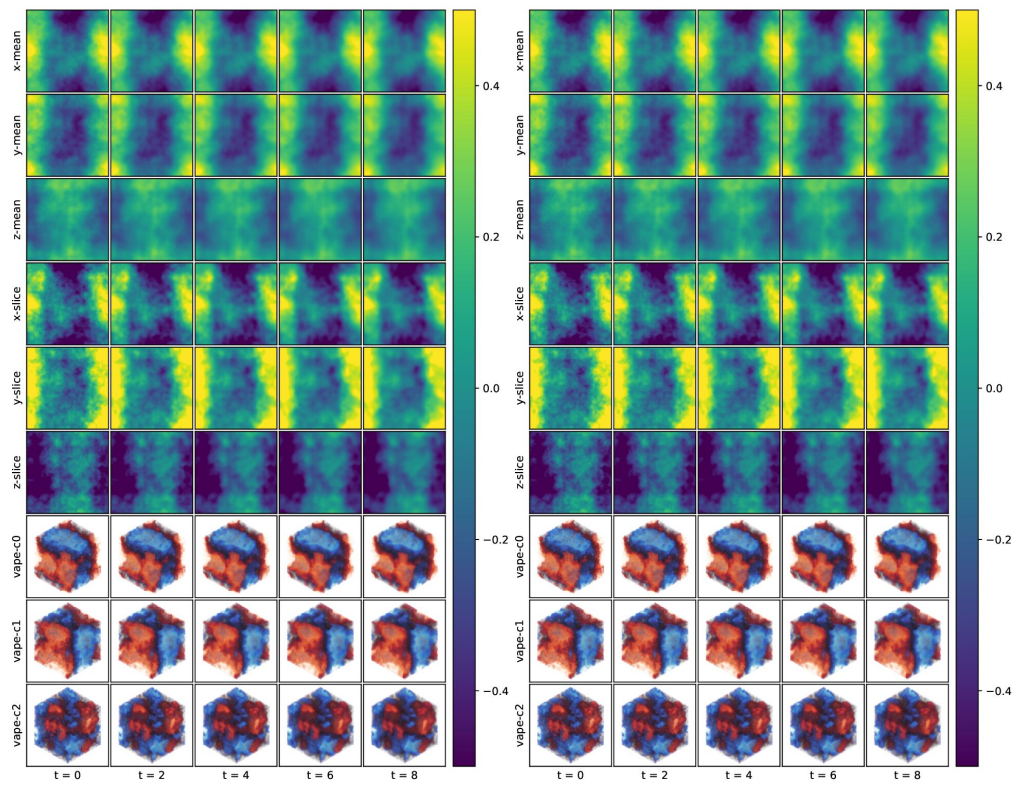 x-mean
y-mean
z-mean
x-slice
y-slice
z-slice
vape-c0
vape-c1
vape-c2
t = 0 t = 2 t = 4 t = 6 t = 8
0.4
0.2
0.0
−0.2
−0.4
x-mean
y-mean
z-mean
x-slice
y-slice
z-slice
vape-c0
vape-c1
vape-c2
t = 0 t = 2 t = 4 t = 6 t = 8
0.4
0.2
0.0
−0.2
−0.4